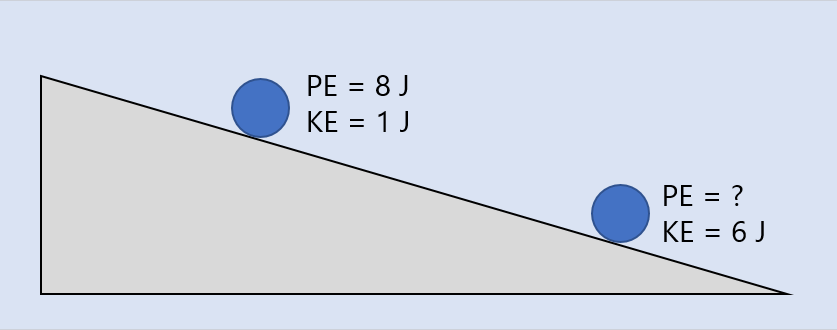 PE = 8 J
KE = 1 J
PE = ?
KE = 6 J